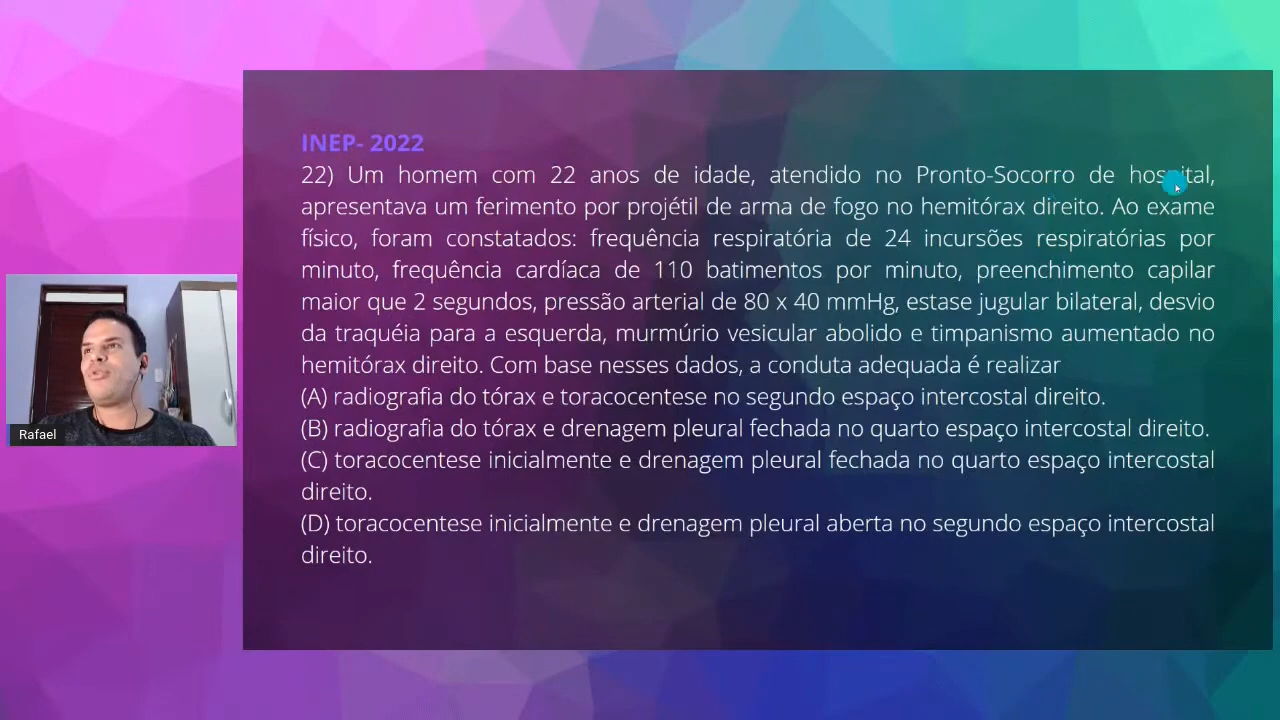 INEP- 2022
22) Um homem com 22 anos de idade, atendido no Pronto-Socorro de hospital,
apresentava um ferimento por projétil de arma de fogo no hemitórax direito. Ao exame
físico, foram constatados: frequência respiratória de 24 incursões respiratórias por
minuto, frequência cardíaca de 110 batimentos por minuto, preenchimento capilar
maior que 2 segundos, pressão arterial de 80 x 40 mmHg, estase jugular bilateral, desvio
da traquéia para a esquerda, murmúrio vesicular abolido e timpanismo aumentado no
hemitórax direito. Com base nesses dados, a conduta adequada é realizar
(A) radiografia do tórax e toracocentese no segundo espaço intercostal direito.
(B) radiografia do tórax e drenagem pleural fechada no quarto espaço intercostal direito.
(C) toracocentese inicialmente e drenagem pleural fechada no quarto espaço intercostal
direito.
(D) toracocentese inicialmente e drenagem pleural aberta no segundo espaço intercostal
direito.
Rafael